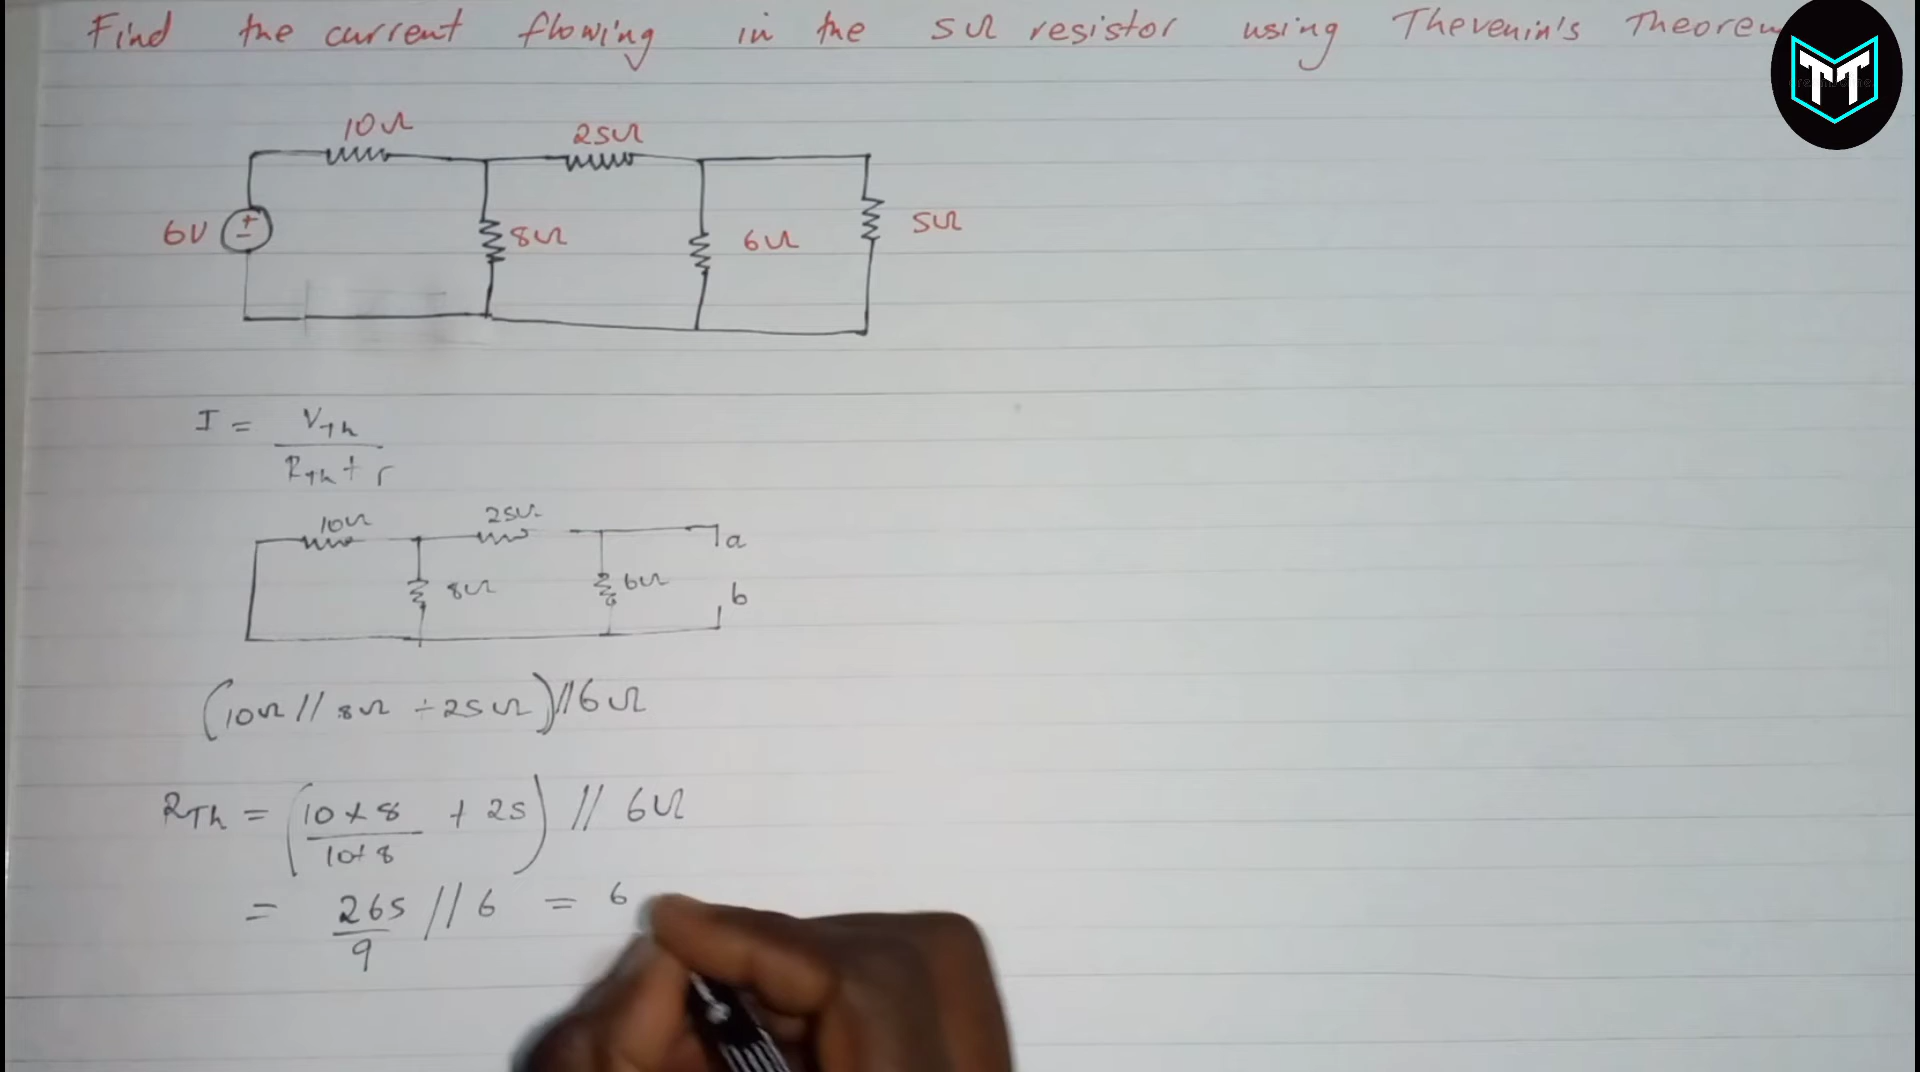 Find the current flowing in the 5Ω resistor using Thevenin's Theorem
10Ω 25Ω
6V + - 8Ω 6Ω 5Ω
I = VTh / RTh + r
10Ω 25Ω
8Ω 6Ω a b
(10Ω // 8Ω + 25Ω) // 6Ω
RTh = (10 × 8 / 10 + 8 + 25) // 6Ω
= 265 / 9 // 6 = 6